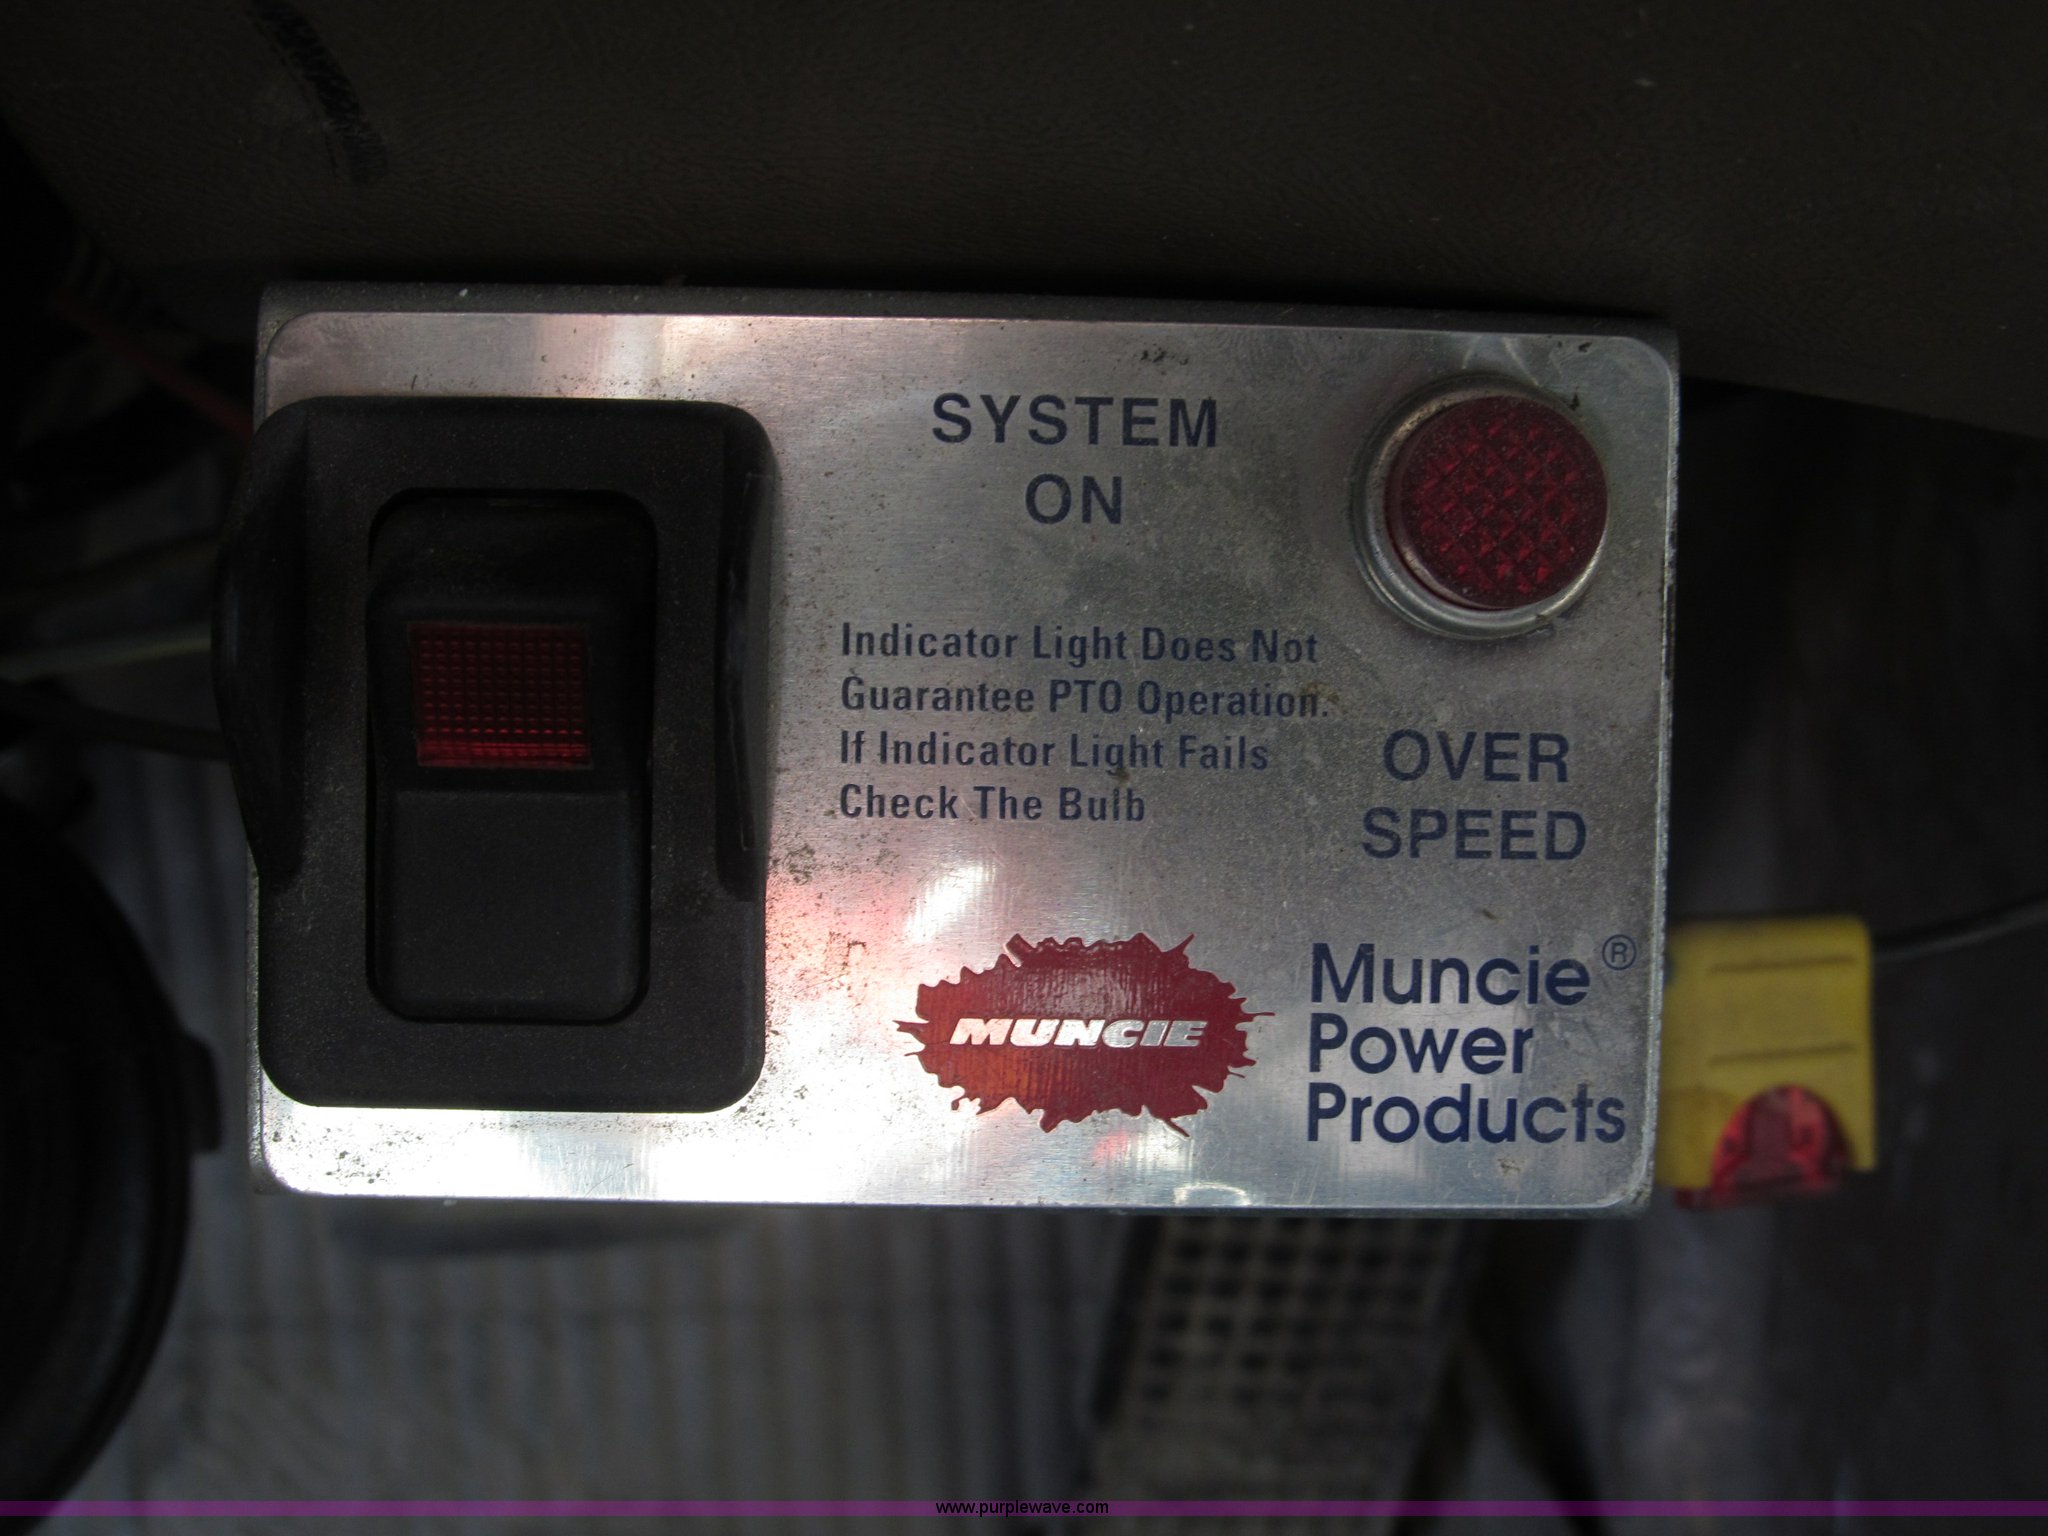 SYSTEM
ON
Indicator Light Does Not
Guarantee PTO Operation.
If Indicator Light Fails
Check The Bulb
OVER
SPEED
MUNCIE
Muncie®
Power
Products
www.purplewave.com